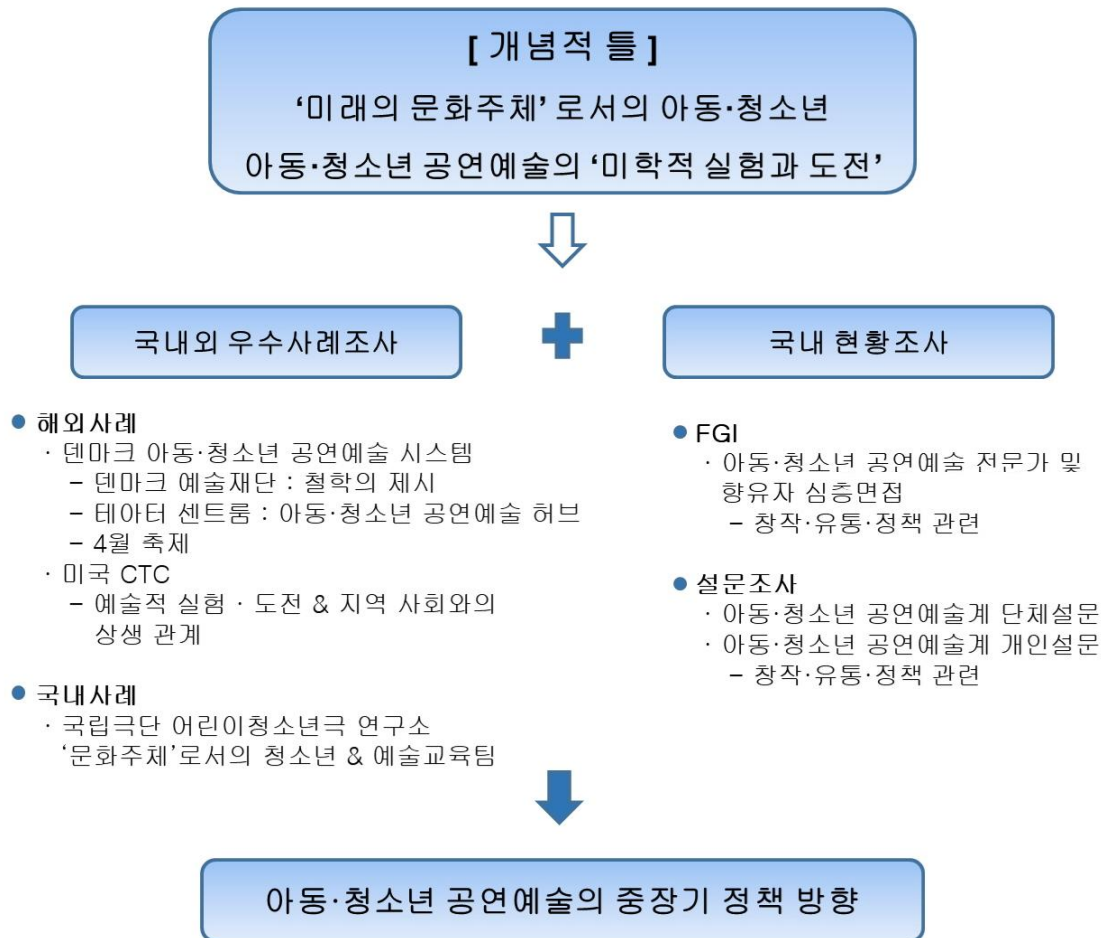 [ 개념적 틀 ]
‘미래의 문화주체’ 로서의 아동·청소년
아동·청소년 공연예술의 ‘미학적 실험과 도전’
국내외 우수사례조사
● 해외사례
· 덴마크 아동·청소년 공연예술 시스템
– 덴마크 예술재단 : 철학의 제시
– 테아터 센트룸 : 아동·청소년 공연예술 허브
– 4월 축제
· 미국 CTC
– 예술적 실험 · 도전 & 지역 사회와의
상생 관계
● 국내사례
· 국립극단 어린이청소년극 연구소
‘문화주체’로서의 청소년 & 예술교육팀
국내 현황조사
● FGI
· 아동·청소년 공연예술 전문가 및
향유자 심층면접
– 창작·유통·정책 관련
● 설문조사
· 아동·청소년 공연예술계 단체설문
· 아동·청소년 공연예술계 개인설문
– 창작·유통·정책 관련
아동·청소년 공연예술의 중장기 정책 방향